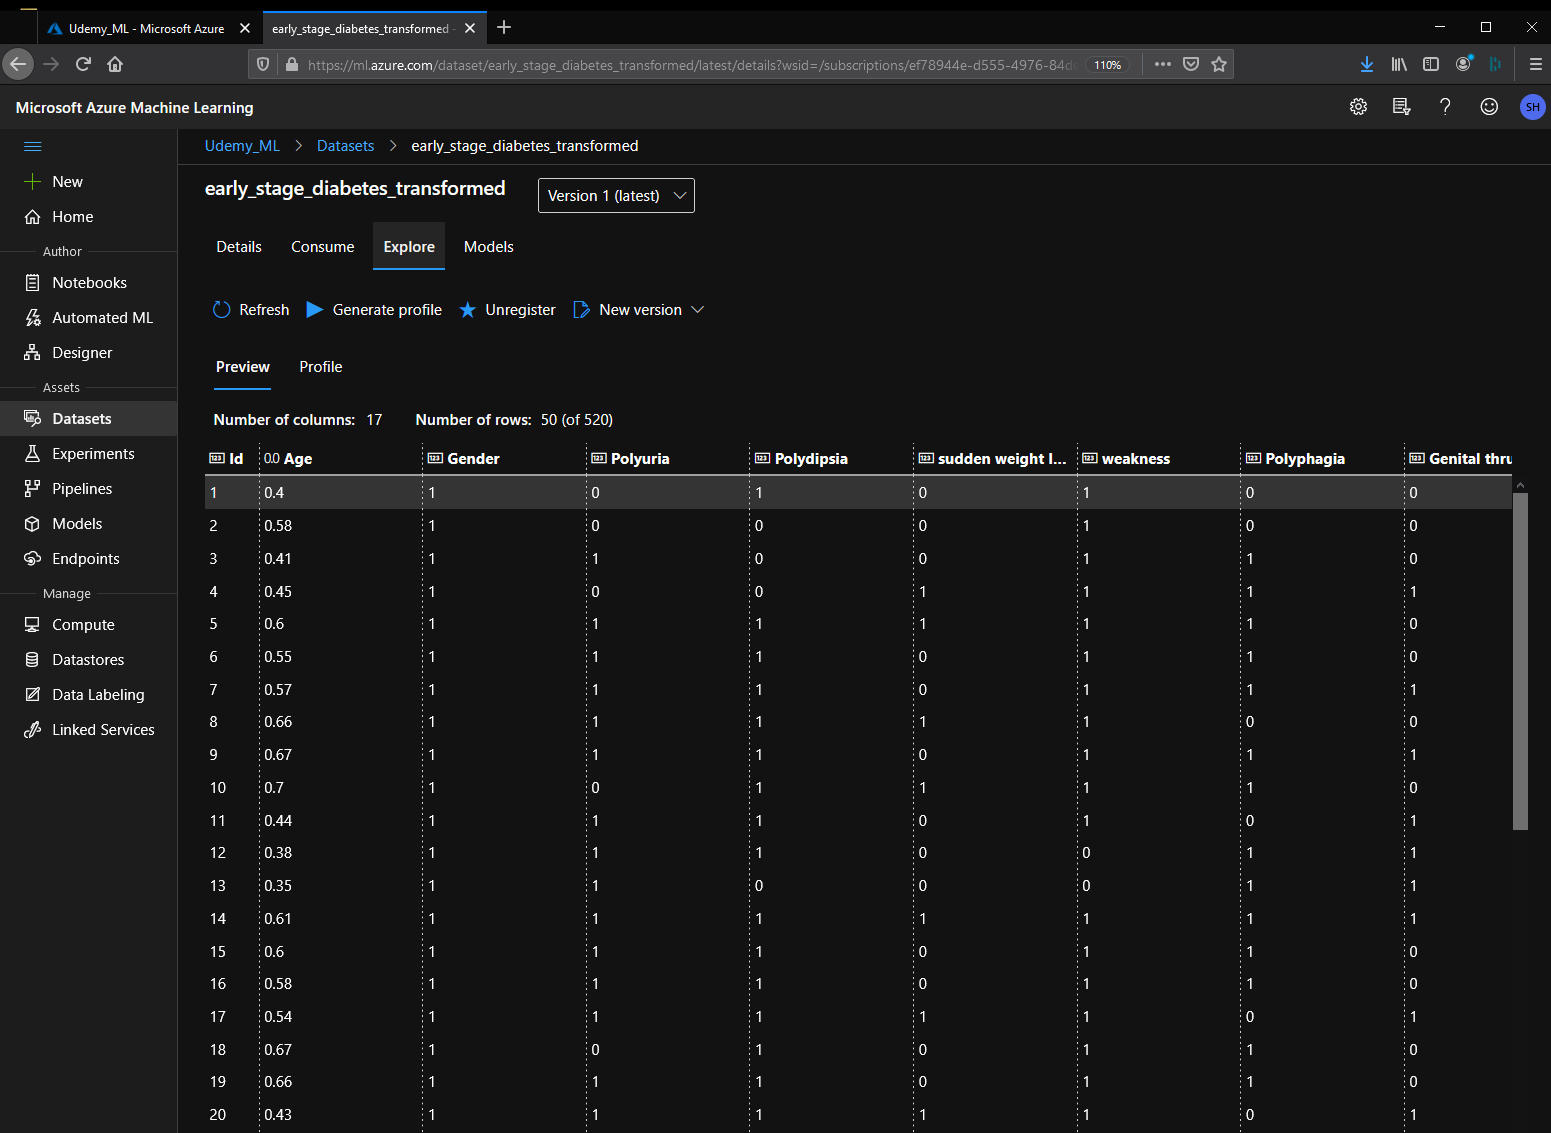 Udemy_ML - Microsoft Azure
early_stage_diabetes_transformed -
https://ml.azure.com/dataset/early_stage_diabetes_transformed/latest/details?wsid=/subscriptions/ef78944e-d555-4976-84d 110%
Microsoft Azure Machine Learning
SH
New
Home
Author
Notebooks
Automated ML
Designer
Assets
Datasets
Experiments
Pipelines
Models
Endpoints
Manage
Compute
Datastores
Data Labeling
Linked Services
Udemy_ML > Datasets > early_stage_diabetes_transformed
early_stage_diabetes_transformed Version 1 (latest)
Details Consume Explore Models
Refresh Generate profile Unregister New version
Preview Profile
Number of columns: 17 Number of rows: 50 (of 520)
123 Id 0.0 Age 123 Gender 123 Polyuria 123 Polydipsia 123 sudden weight l... 123 weakness 123 Polyphagia 123 Genital thru
1 0.4 1 0 1 0 1 0 0
2 0.58 1 0 0 0 1 0 0
3 0.41 1 1 0 0 1 1 0
4 0.45 1 0 0 1 1 1 1
5 0.6 1 1 1 1 1 1 0
6 0.55 1 1 1 0 1 1 0
7 0.57 1 1 1 0 1 1 1
8 0.66 1 1 1 1 1 0 0
9 0.67 1 1 1 0 1 1 1
10 0.7 1 0 1 1 1 1 0
11 0.44 1 1 1 0 1 0 1
12 0.38 1 1 1 0 0 1 1
13 0.35 1 1 0 0 0 1 1
14 0.61 1 1 1 1 1 1 1
15 0.6 1 1 1 0 1 1 0
16 0.58 1 1 1 0 1 1 0
17 0.54 1 1 1 1 1 0 1
18 0.67 1 0 1 0 1 1 0
19 0.66 1 1 1 0 1 1 0
20 0.43 1 1 1 1 1 0 1